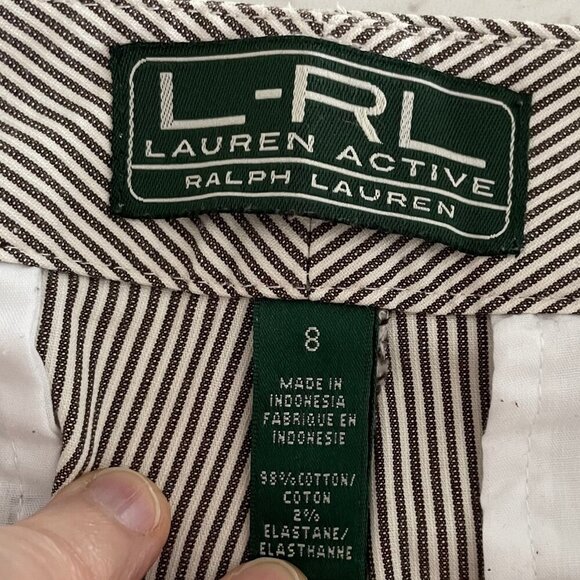 L-RL
LAUREN ACTIVE
RALPH LAUREN
8
MADE IN
INDONESIA
FABRIQUE EN
INDONESIE
98% COTTON/
COTON
2%
ELASTANE/
ELASTHANNE